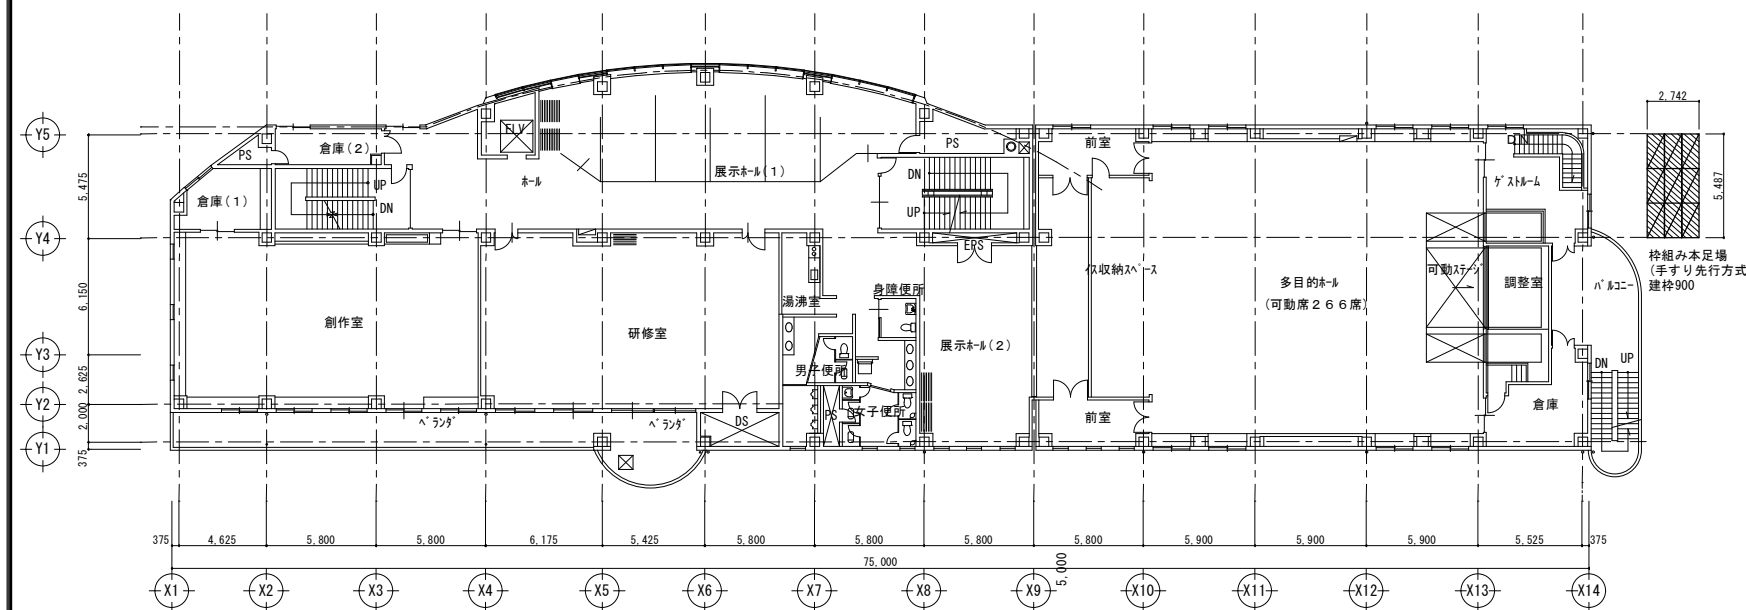 2,742
Y5
倉庫(2)
PS
ELV
ホール
展示ホール(1)
PS
前室
DN
ゲストルーム
5,475
5,487
倉庫(1)
UP
DN
DN
UP
Y4
EPS
枠組み本足場
(手すり先行方式
建枠900
イス収納スペース
多目的ホール
(可動席266席)
可動ステージ
調整室
バルコニー
6,150
創作室
研修室
湯沸室
身障便所
展示ホール(2)
Y3
男子便所
DN
UP
2,625
Y2
PS
女子便所
前室
倉庫
2,000
ベランダ
ベランダ
DS
Y1
375
375
4,625
5,800
5,800
6,175
5,425
5,800
5,800
5,800
5,800
5,900
5,900
5,900
5,525
375
75,000
5,000
X1
X2
X3
X4
X5
X6
X7
X8
X9
X10
X11
X12
X13
X14